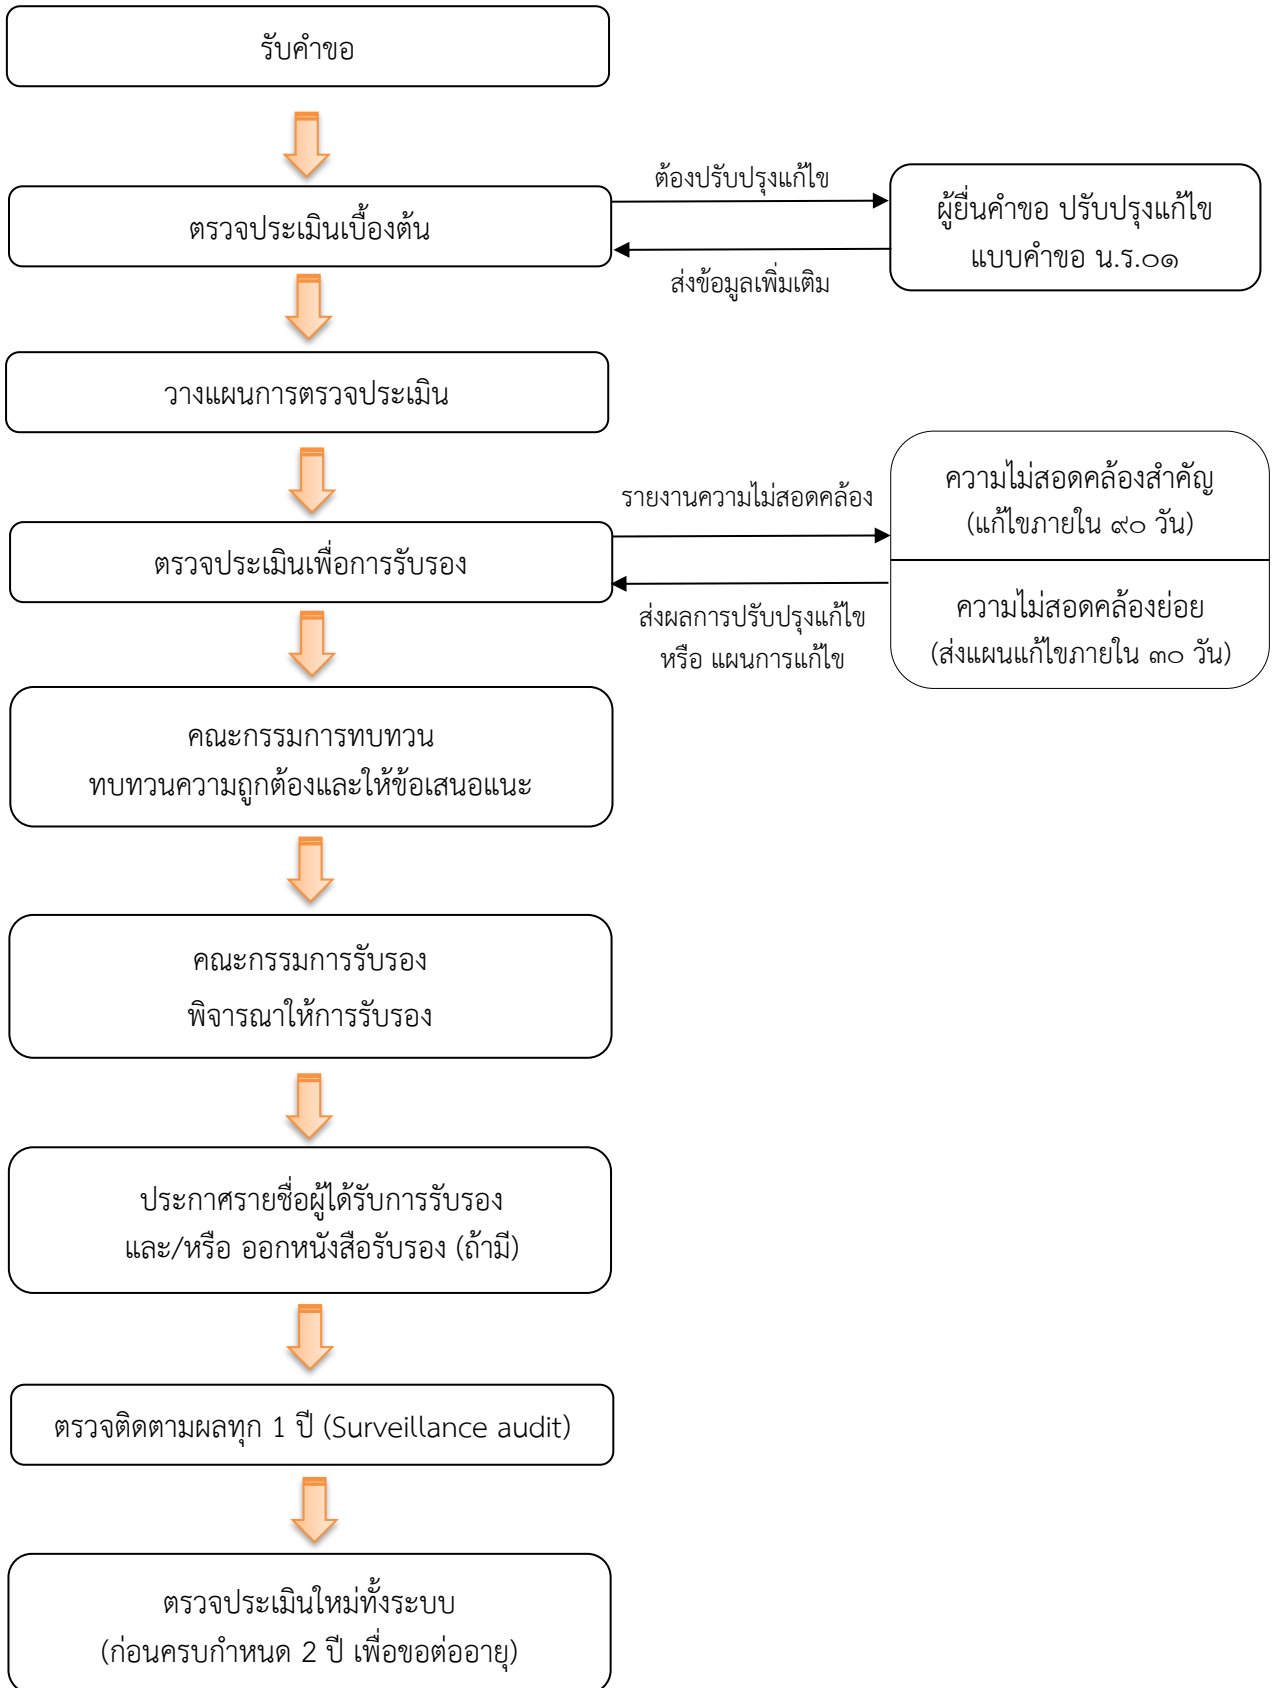 รับคำขอ
ต้องปรับปรุงแก้ไข
ตรวจประเมินเบื้องต้น
ผู้ยื่นคำขอ ปรับปรุงแก้ไข
แบบคำขอ น.ร.๐๑
ส่งข้อมูลเพิ่มเติม
วางแผนการตรวจประเมิน
รายงานความไม่สอดคล้อง
ความไม่สอดคล้องสำคัญ
(แก้ไขภายใน ๙๐ วัน)
ตรวจประเมินเพื่อการรับรอง
ส่งผลการปรับปรุงแก้ไข
หรือ แผนการแก้ไข
ความไม่สอดคล้องย่อย
(ส่งแผนแก้ไขภายใน ๓๐ วัน)
คณะกรรมการทบทวน
ทบทวนความถูกต้องและให้ข้อเสนอแนะ
คณะกรรมการรับรอง
พิจารณาให้การรับรอง
ประกาศรายชื่อผู้ได้รับการรับรอง
และ/หรือ ออกหนังสือรับรอง (ถ้ามี)
ตรวจติดตามผลทุก 1 ปี (Surveillance audit)
ตรวจประเมินใหม่ทั้งระบบ
(ก่อนครบกำหนด 2 ปี เพื่อขอต่ออายุ)